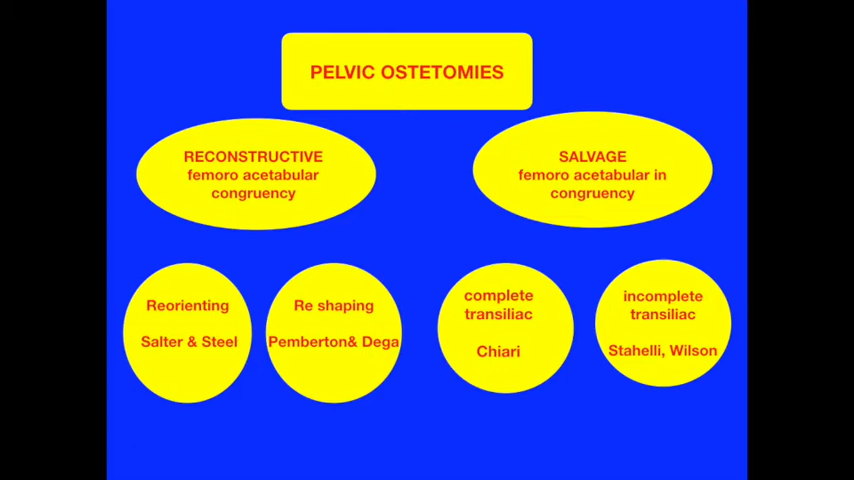 PELVIC OSTETOMIES
RECONSTRUCTIVE
femoro acetabular
congruency
SALVAGE
femoro acetabular in
congruency
Reorienting
Salter & Steel
Re shaping
Pemberton& Dega
complete
transiliac
Chiari
incomplete
transiliac
Stahelli, Wilson